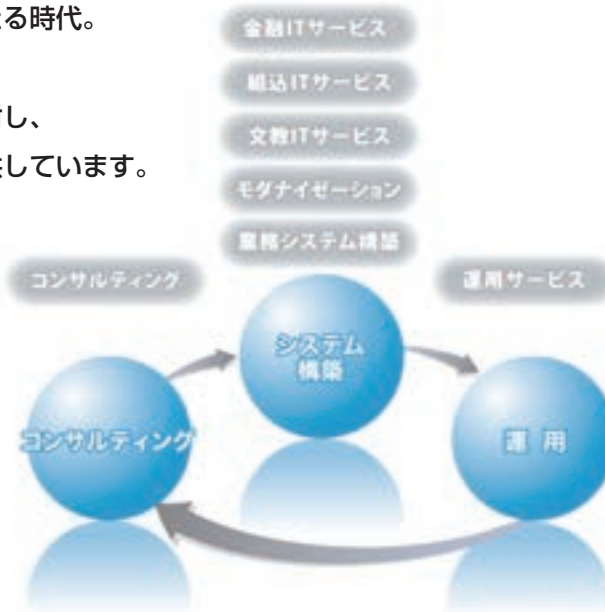 る時代。
し、
しています。
金融ITサービス
組込ITサービス
文教ITサービス
モダナイゼーション
業務システム構築
コンサルティング
運用サービス
システム
構築
コンサルティング
運用